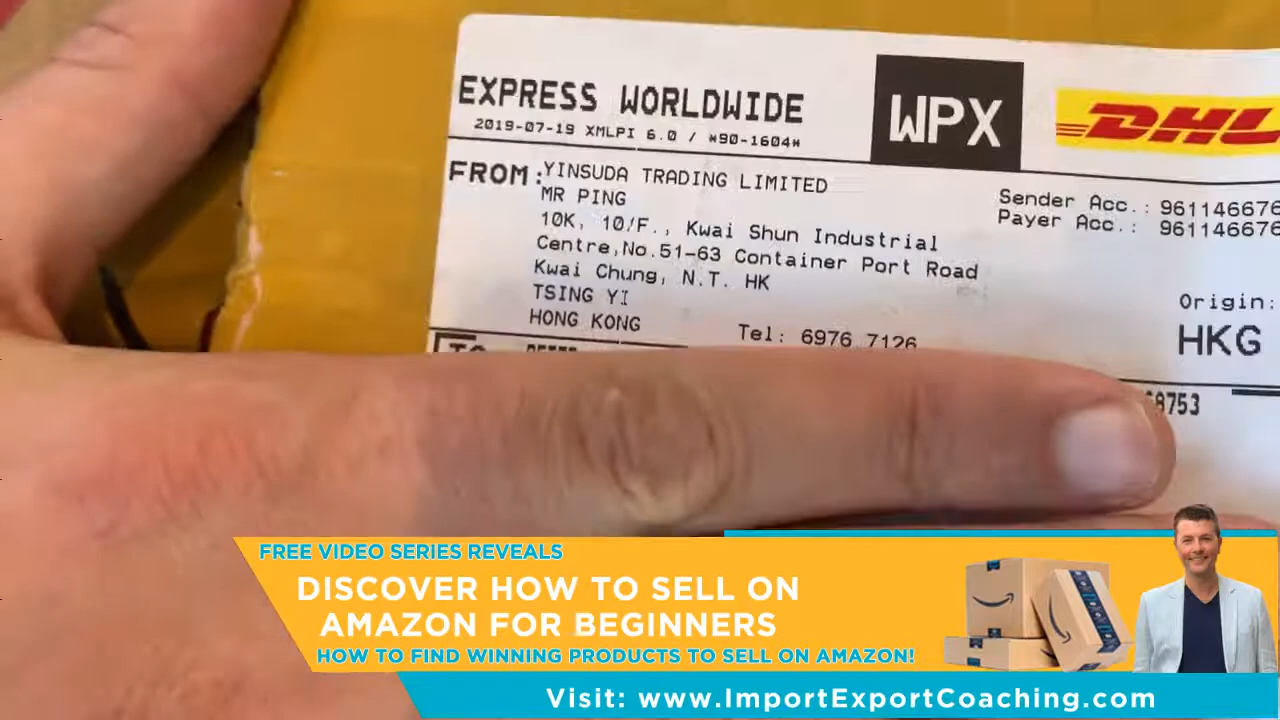 EXPRESS WORLDWIDE
2019-07-19 XMLPI 6.0 / *90-1604*
WPX
DHL
FROM: YINSUDA TRADING LIMITED
MR PING
10K, 10/F., Kwai Shun Industrial
Centre,No.51-63 Container Port Road
Kwai Chung, N.T. HK
TSING YI
HONG KONG
Tel: 6976 7126
Sender Acc.: 961146676
Payer Acc.: 961146676
Origin:
HKG
8753
FREE VIDEO SERIES REVEALS
DISCOVER HOW TO SELL ON
AMAZON FOR BEGINNERS
HOW TO FIND WINNING PRODUCTS TO SELL ON AMAZON!
Visit: www.ImportExportCoaching.com